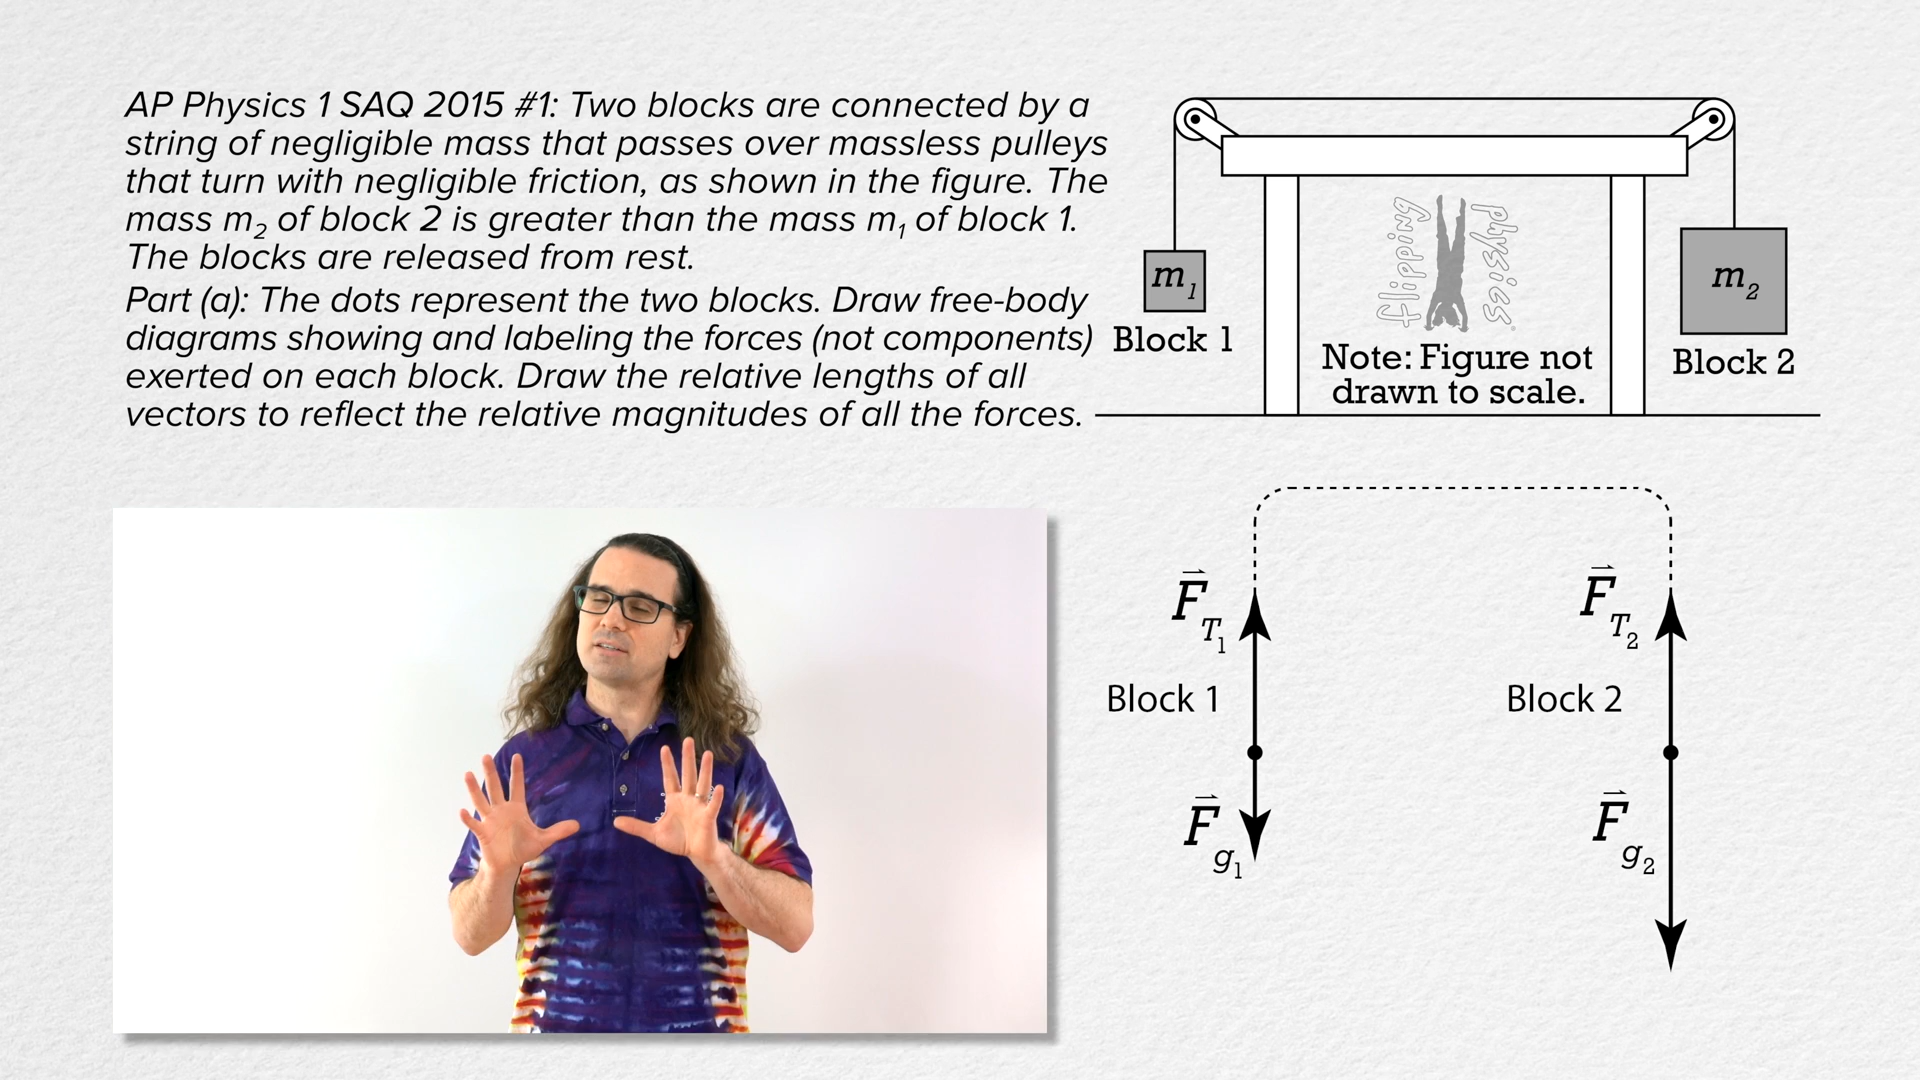 AP Physics 1 SAQ 2015 #1: Two blocks are connected by a
string of negligible mass that passes over massless pulleys
that turn with negligible friction, as shown in the figure. The
mass m₂ of block 2 is greater than the mass m₁ of block 1.
The blocks are released from rest.
Part (a): The dots represent the two blocks. Draw free-body
diagrams showing and labeling the forces (not components)
exerted on each block. Draw the relative lengths of all
vectors to reflect the relative magnitudes of all the forces.
m₁
Block 1
flipping
physics
Note: Figure not
drawn to scale.
m₂
Block 2
F⃗_T₁
Block 1
F⃗_g₁
F⃗_T₂
Block 2
F⃗_g₂